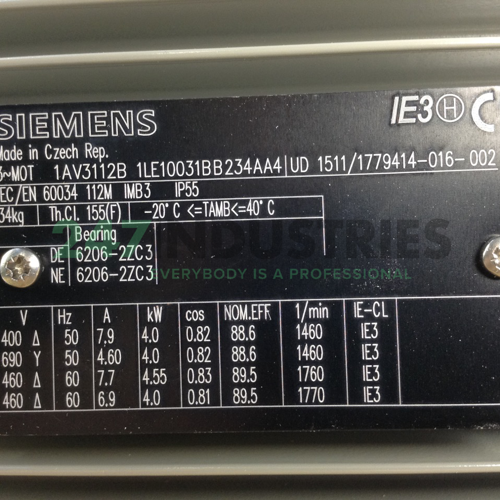 SIEMENS IE3 H CE
Made in Czech Rep.
3~MOT 1AV3112B 1LE10031BB234AA4 UD 1511/1779414-016-002
IEC/EN 60034 112M IMB3 IP55
34kg Th.Cl. 155(F) -20°C <=TAMB<=40°C
Bearing
DE 6206-2ZC3
NE 6206-2ZC3
247 INDUSTRIES
EVERYBODY IS A PROFESSIONAL
V Hz A kW cos NOM.EFF 1/min IE-CL
400 Δ 50 7.9 4.0 0.82 88.6 1460 IE3
690 Y 50 4.60 4.0 0.82 88.6 1460 IE3
460 Δ 60 7.7 4.55 0.83 89.5 1760 IE3
460 Δ 60 6.9 4.0 0.81 89.5 1770 IE3